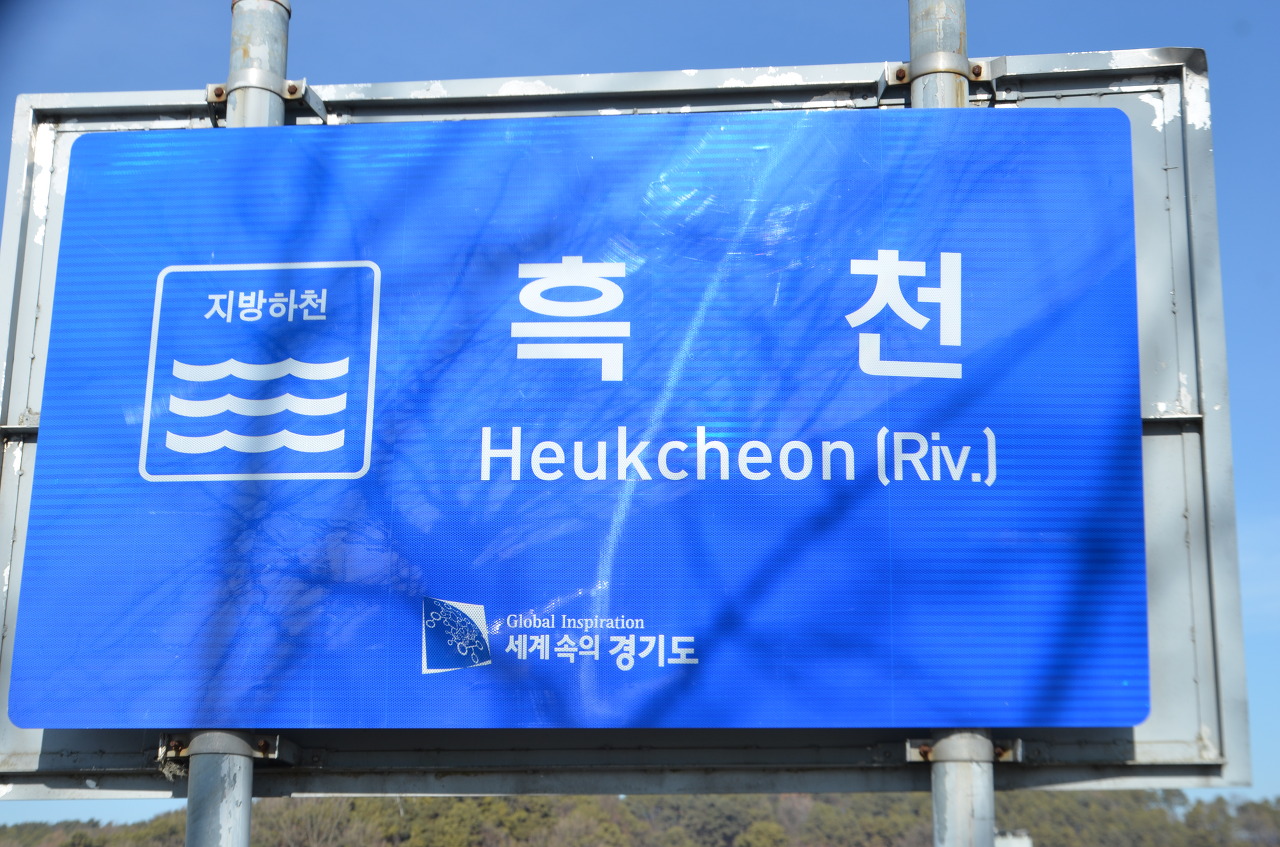 지방하천
흑 천
Heukcheon (Riv.)
Global Inspiration
세계 속의 경기도